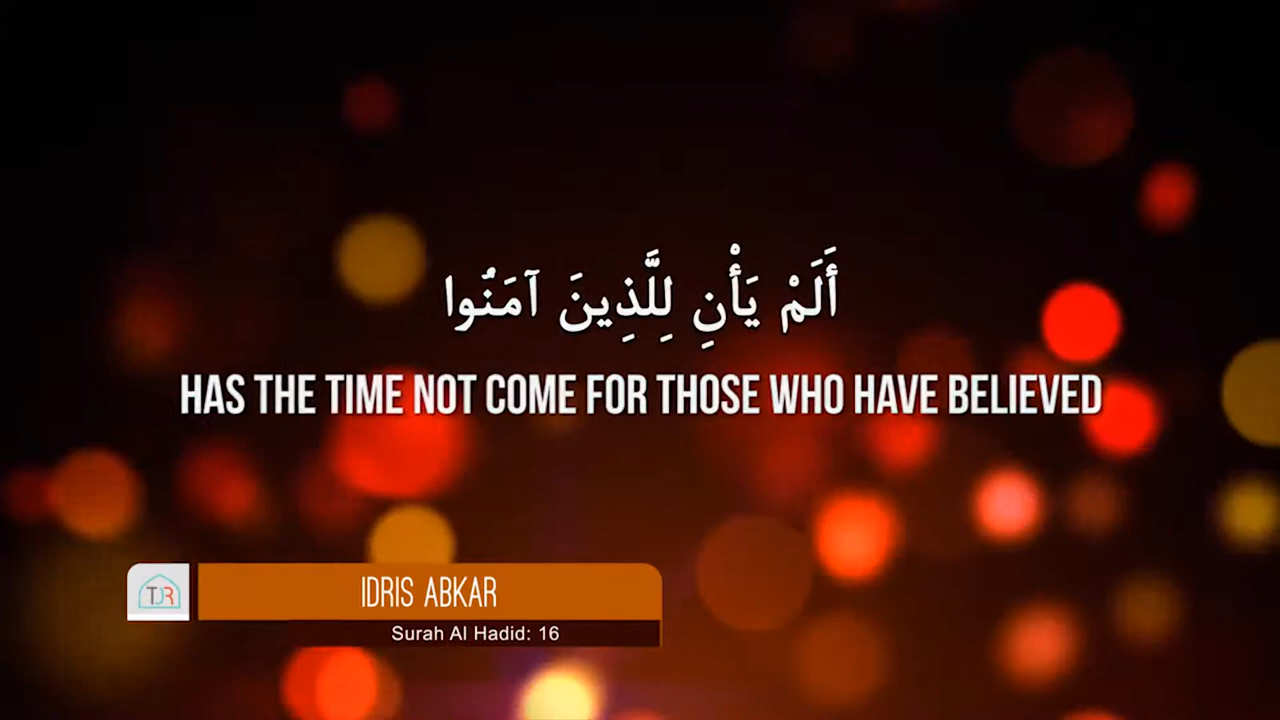 أَلَمْ يَأْنِ لِلَّذِينَ آمَنُوا
HAS THE TIME NOT COME FOR THOSE WHO HAVE BELIEVED
TDR
IDRIS ABKAR
Surah Al Hadid: 16